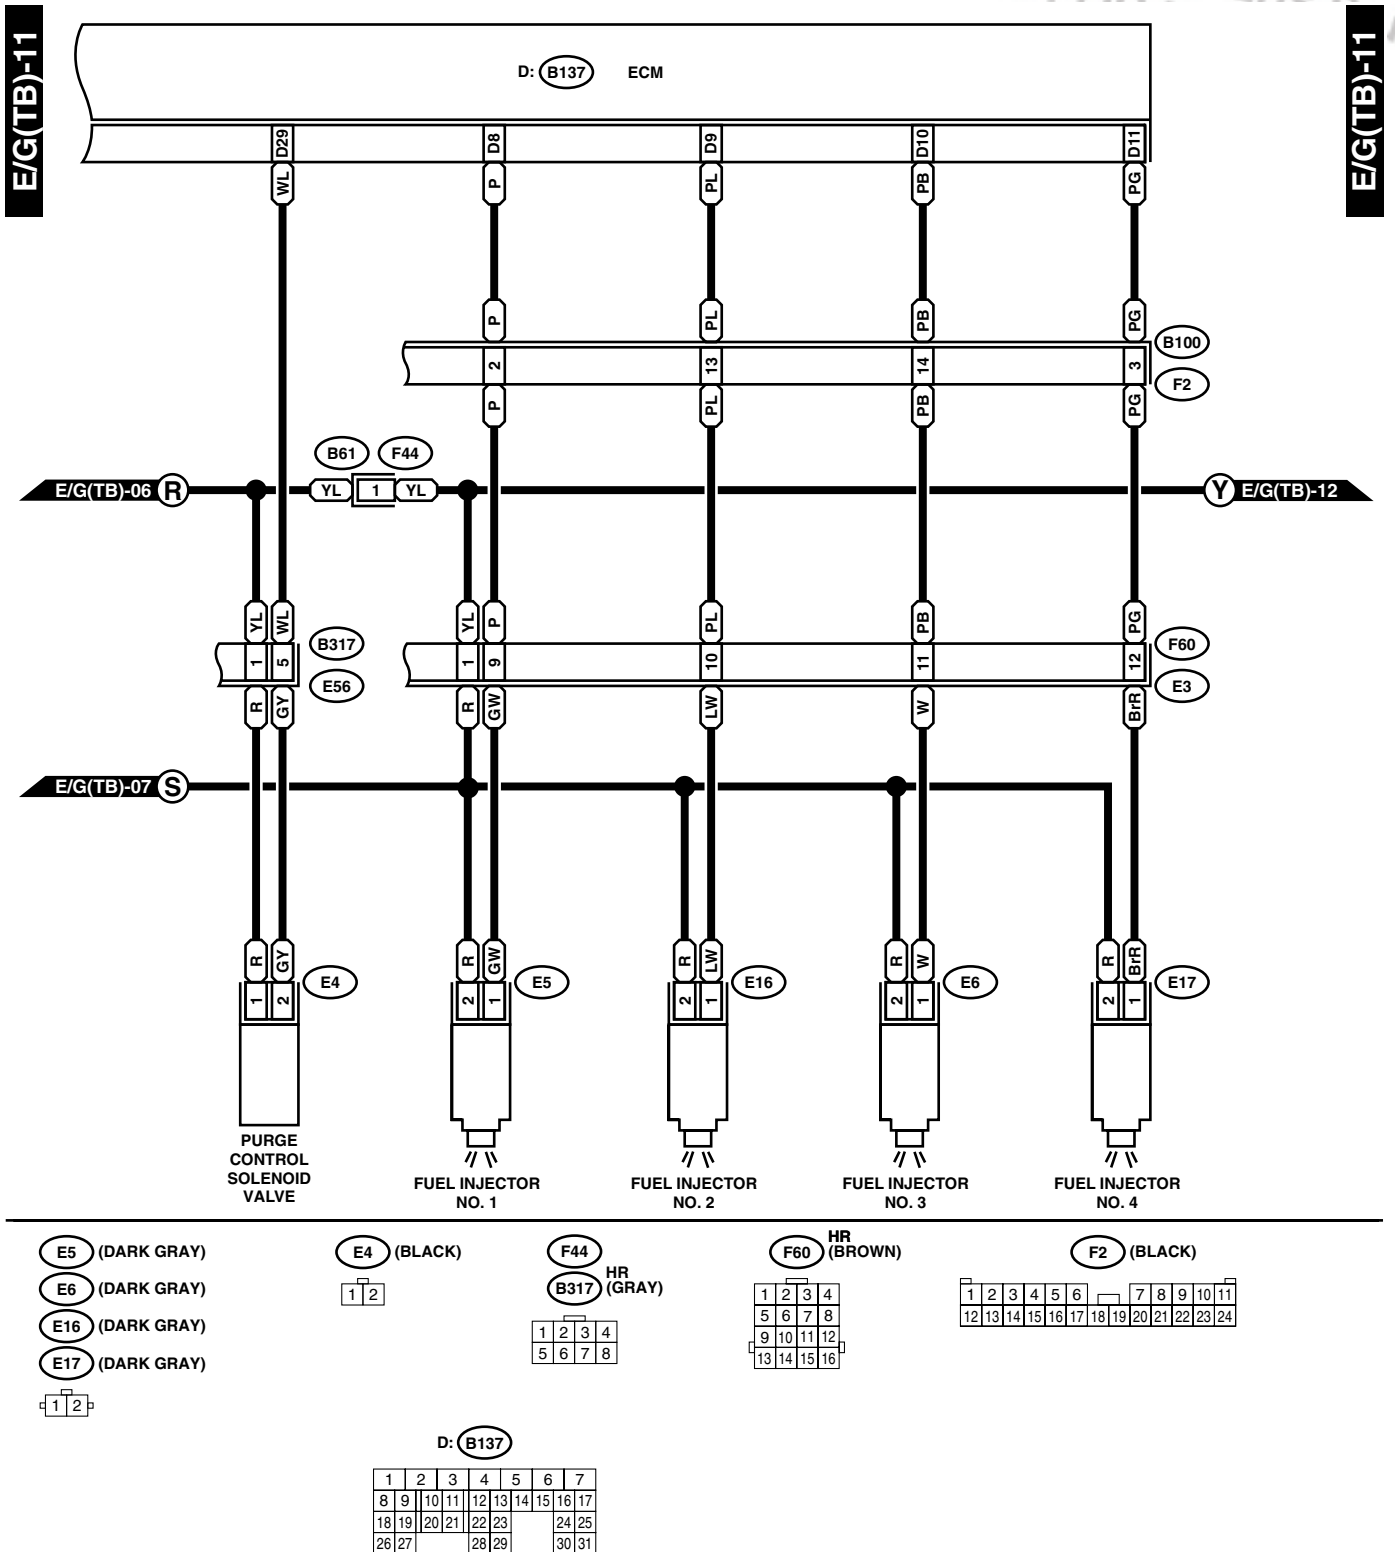 E/G(TB)-11
E/G(TB)-11
D: B137 ECM
D29 D8 D9 D10 D11
WL P PL PB PG
P PL PB PG
B100
2 13 14 3
F2
P PL PB PG
B61 F44
E/G(TB)-06 R YL 1 YL Y E/G(TB)-12
YL WL YL P PL PB PG
B317 F60
1 5 1 9 10 11 12
E56 E3
R GY R GW LW W BrR
E/G(TB)-07 S
R GY R GW R LW R W R BrR
E4 E5 E16 E6 E17
1 2 2 1 2 1 2 1 2 1
PURGE
CONTROL
SOLENOID
VALVE
FUEL INJECTOR
NO. 1
FUEL INJECTOR
NO. 2
FUEL INJECTOR
NO. 3
FUEL INJECTOR
NO. 4
E5 (DARK GRAY)
E6 (DARK GRAY)
E16 (DARK GRAY)
E17 (DARK GRAY)
1 2
E4 (BLACK)
1 2
F44
B317 HR (GRAY)
1 2 3 4
5 6 7 8
F60 HR (BROWN)
1 2 3 4
5 6 7 8
9 10 11 12
13 14 15 16
F2 (BLACK)
1 2 3 4 5 6 7 8 9 10 11
12 13 14 15 16 17 18 19 20 21 22 23 24
D: B137
1 2 3 4 5 6 7
8 9 10 11 12 13 14 15 16 17
18 19 20 21 22 23 24 25
26 27 28 29 30 31